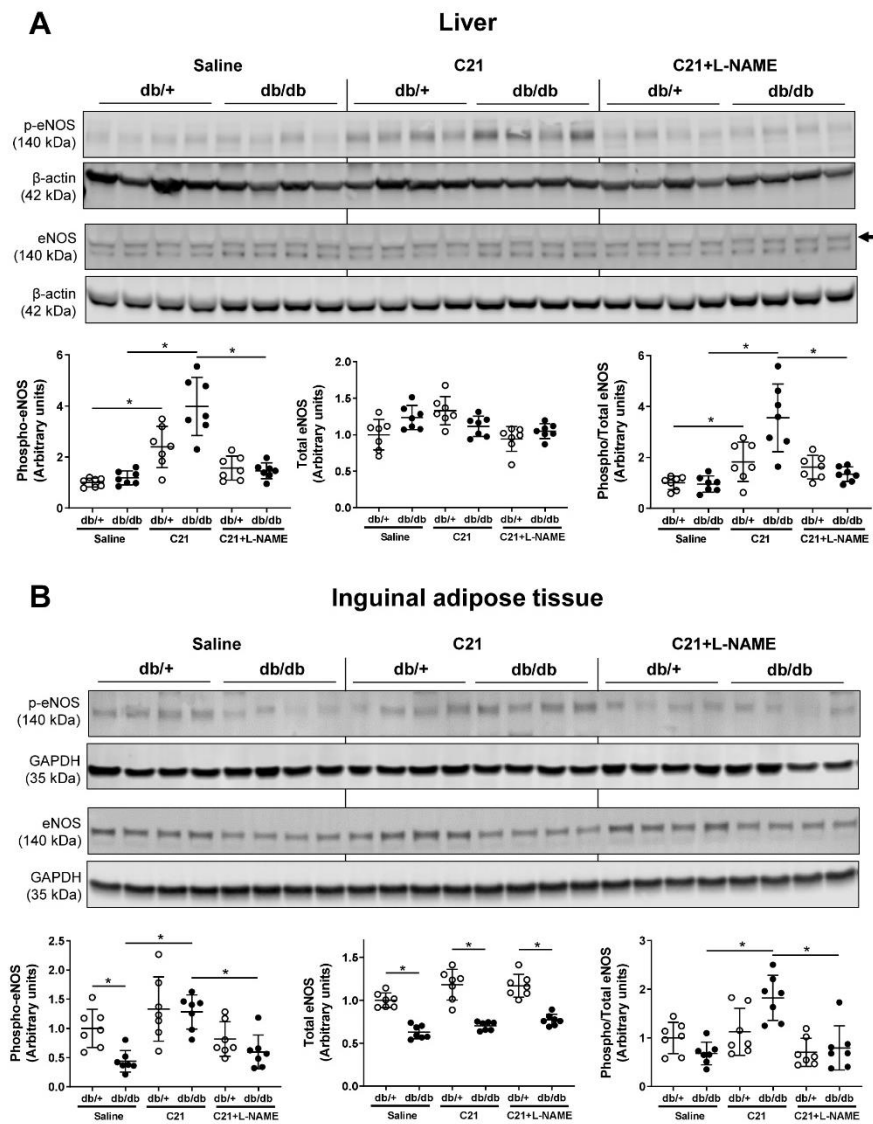 A
Liver
Saline C21 C21+L-NAME
db/+ db/db db/+ db/db db/+ db/db
p-eNOS
(140 kDa)
β-actin
(42 kDa)
eNOS
(140 kDa)
β-actin
(42 kDa)
Phospho-eNOS
(Arbitrary units)
6
4
2
0
* * *
db/+ db/db db/+ db/db db/+ db/db
Saline C21 C21+L-NAME
Total eNOS
(Arbitrary units)
2.0
1.5
1.0
0.5
0.0
db/+ db/db db/+ db/db db/+ db/db
Saline C21 C21+L-NAME
Phospho/Total eNOS
(Arbitrary units)
6
4
2
0
* * *
db/+ db/db db/+ db/db db/+ db/db
Saline C21 C21+L-NAME
B
Inguinal adipose tissue
Saline C21 C21+L-NAME
db/+ db/db db/+ db/db db/+ db/db
p-eNOS
(140 kDa)
GAPDH
(35 kDa)
eNOS
(140 kDa)
GAPDH
(35 kDa)
Phospho-eNOS
(Arbitrary units)
2.5
2.0
1.5
1.0
0.5
0.0
* * *
db/+ db/db db/+ db/db db/+ db/db
Saline C21 C21+L-NAME
Total eNOS
(Arbitrary units)
1.5
1.0
0.5
0.0
* * *
db/+ db/db db/+ db/db db/+ db/db
Saline C21 C21+L-NAME
Phospho/Total eNOS
(Arbitrary units)
3
2
1
0
* *
db/+ db/db db/+ db/db db/+ db/db
Saline C21 C21+L-NAME